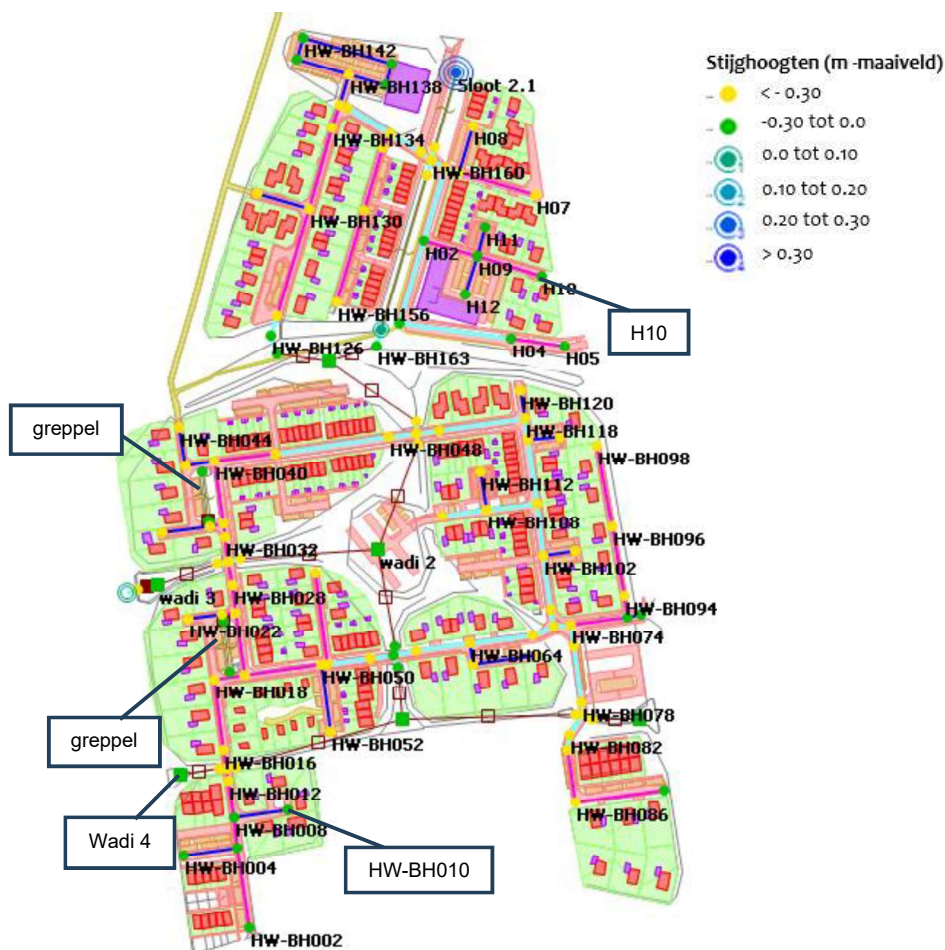 HW-BH142
Stijghoogten (m -maaiveld)
HW-BH138
Sloot 2.1
< - 0.30
-0.30 tot 0.0
HW-BH134
H08
0.0 tot 0.10
HW-BH160
0.10 tot 0.20
H07
HW-BH130
0.20 tot 0.30
H11
H02
> 0.30
H09
H10
H12
HW-BH156
H10
HW-BH126
HW-BH163
H04
H05
HW-BH120
greppel
HW-BH044
HW-BH118
HW-BH048
HW-BH098
HW-BH040
HW-BH112
HW-BH108
HW-BH096
HW-BH032
wadi 2
HW-BH102
wadi 3
HW-BH028
HW-BH094
HW-BH022
HW-BH074
HW-BH064
HW-BH050
HW-BH018
HW-BH078
greppel
HW-BH052
HW-BH082
HW-BH016
HW-BH012
HW-BH086
HW-BH008
Wadi 4
HW-BH004
HW-BH010
HW-BH002